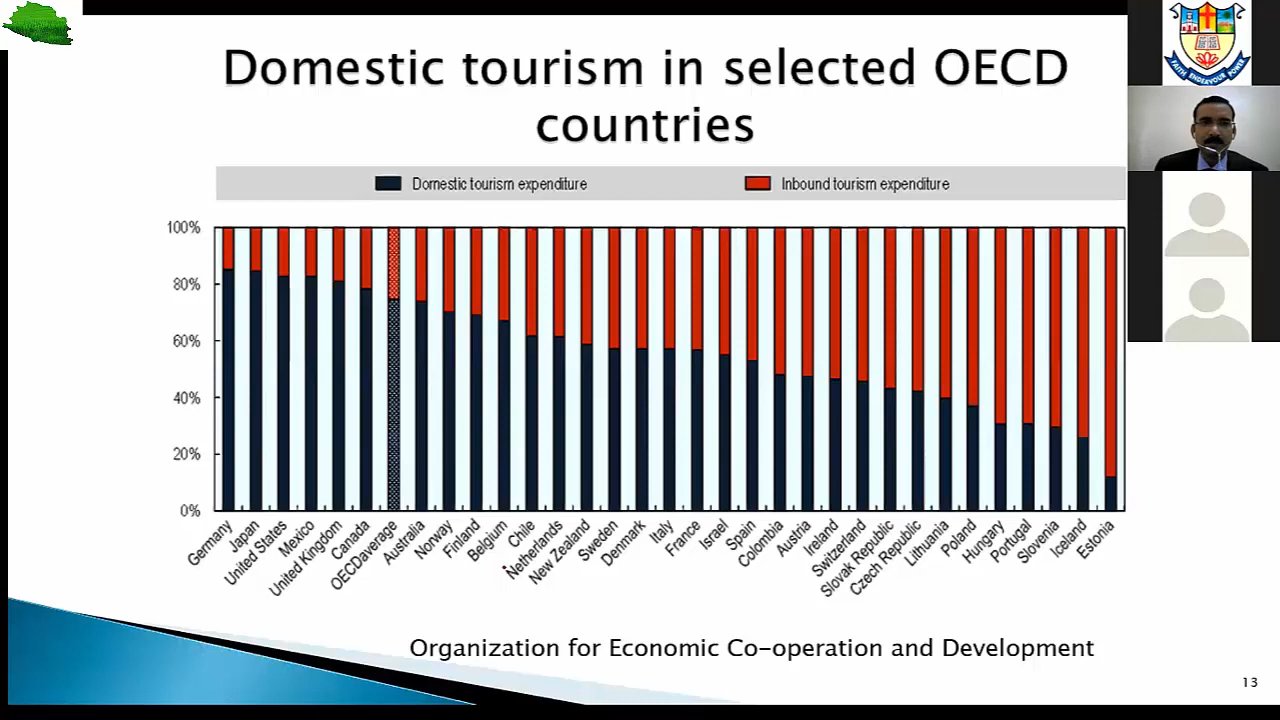 Domestic tourism in selected OECD
countries
Domestic tourism expenditure
Inbound tourism expenditure
100%
80%
60%
40%
20%
0%
Germany
Japan
United States
Mexico
United Kingdom
Canada
OECDaverage
Australia
Norway
Finland
Belgium
Chile
Netherlands
New Zealand
Sweden
Denmark
Italy
France
Israel
Spain
Colombia
Austria
Ireland
Switzerland
Slovak Republic
Czech Republic
Lithuania
Poland
Hungary
Portugal
Slovenia
Iceland
Estonia
Organization for Economic Co-operation and Development
13
FAITH ENDEAVOUR POWER